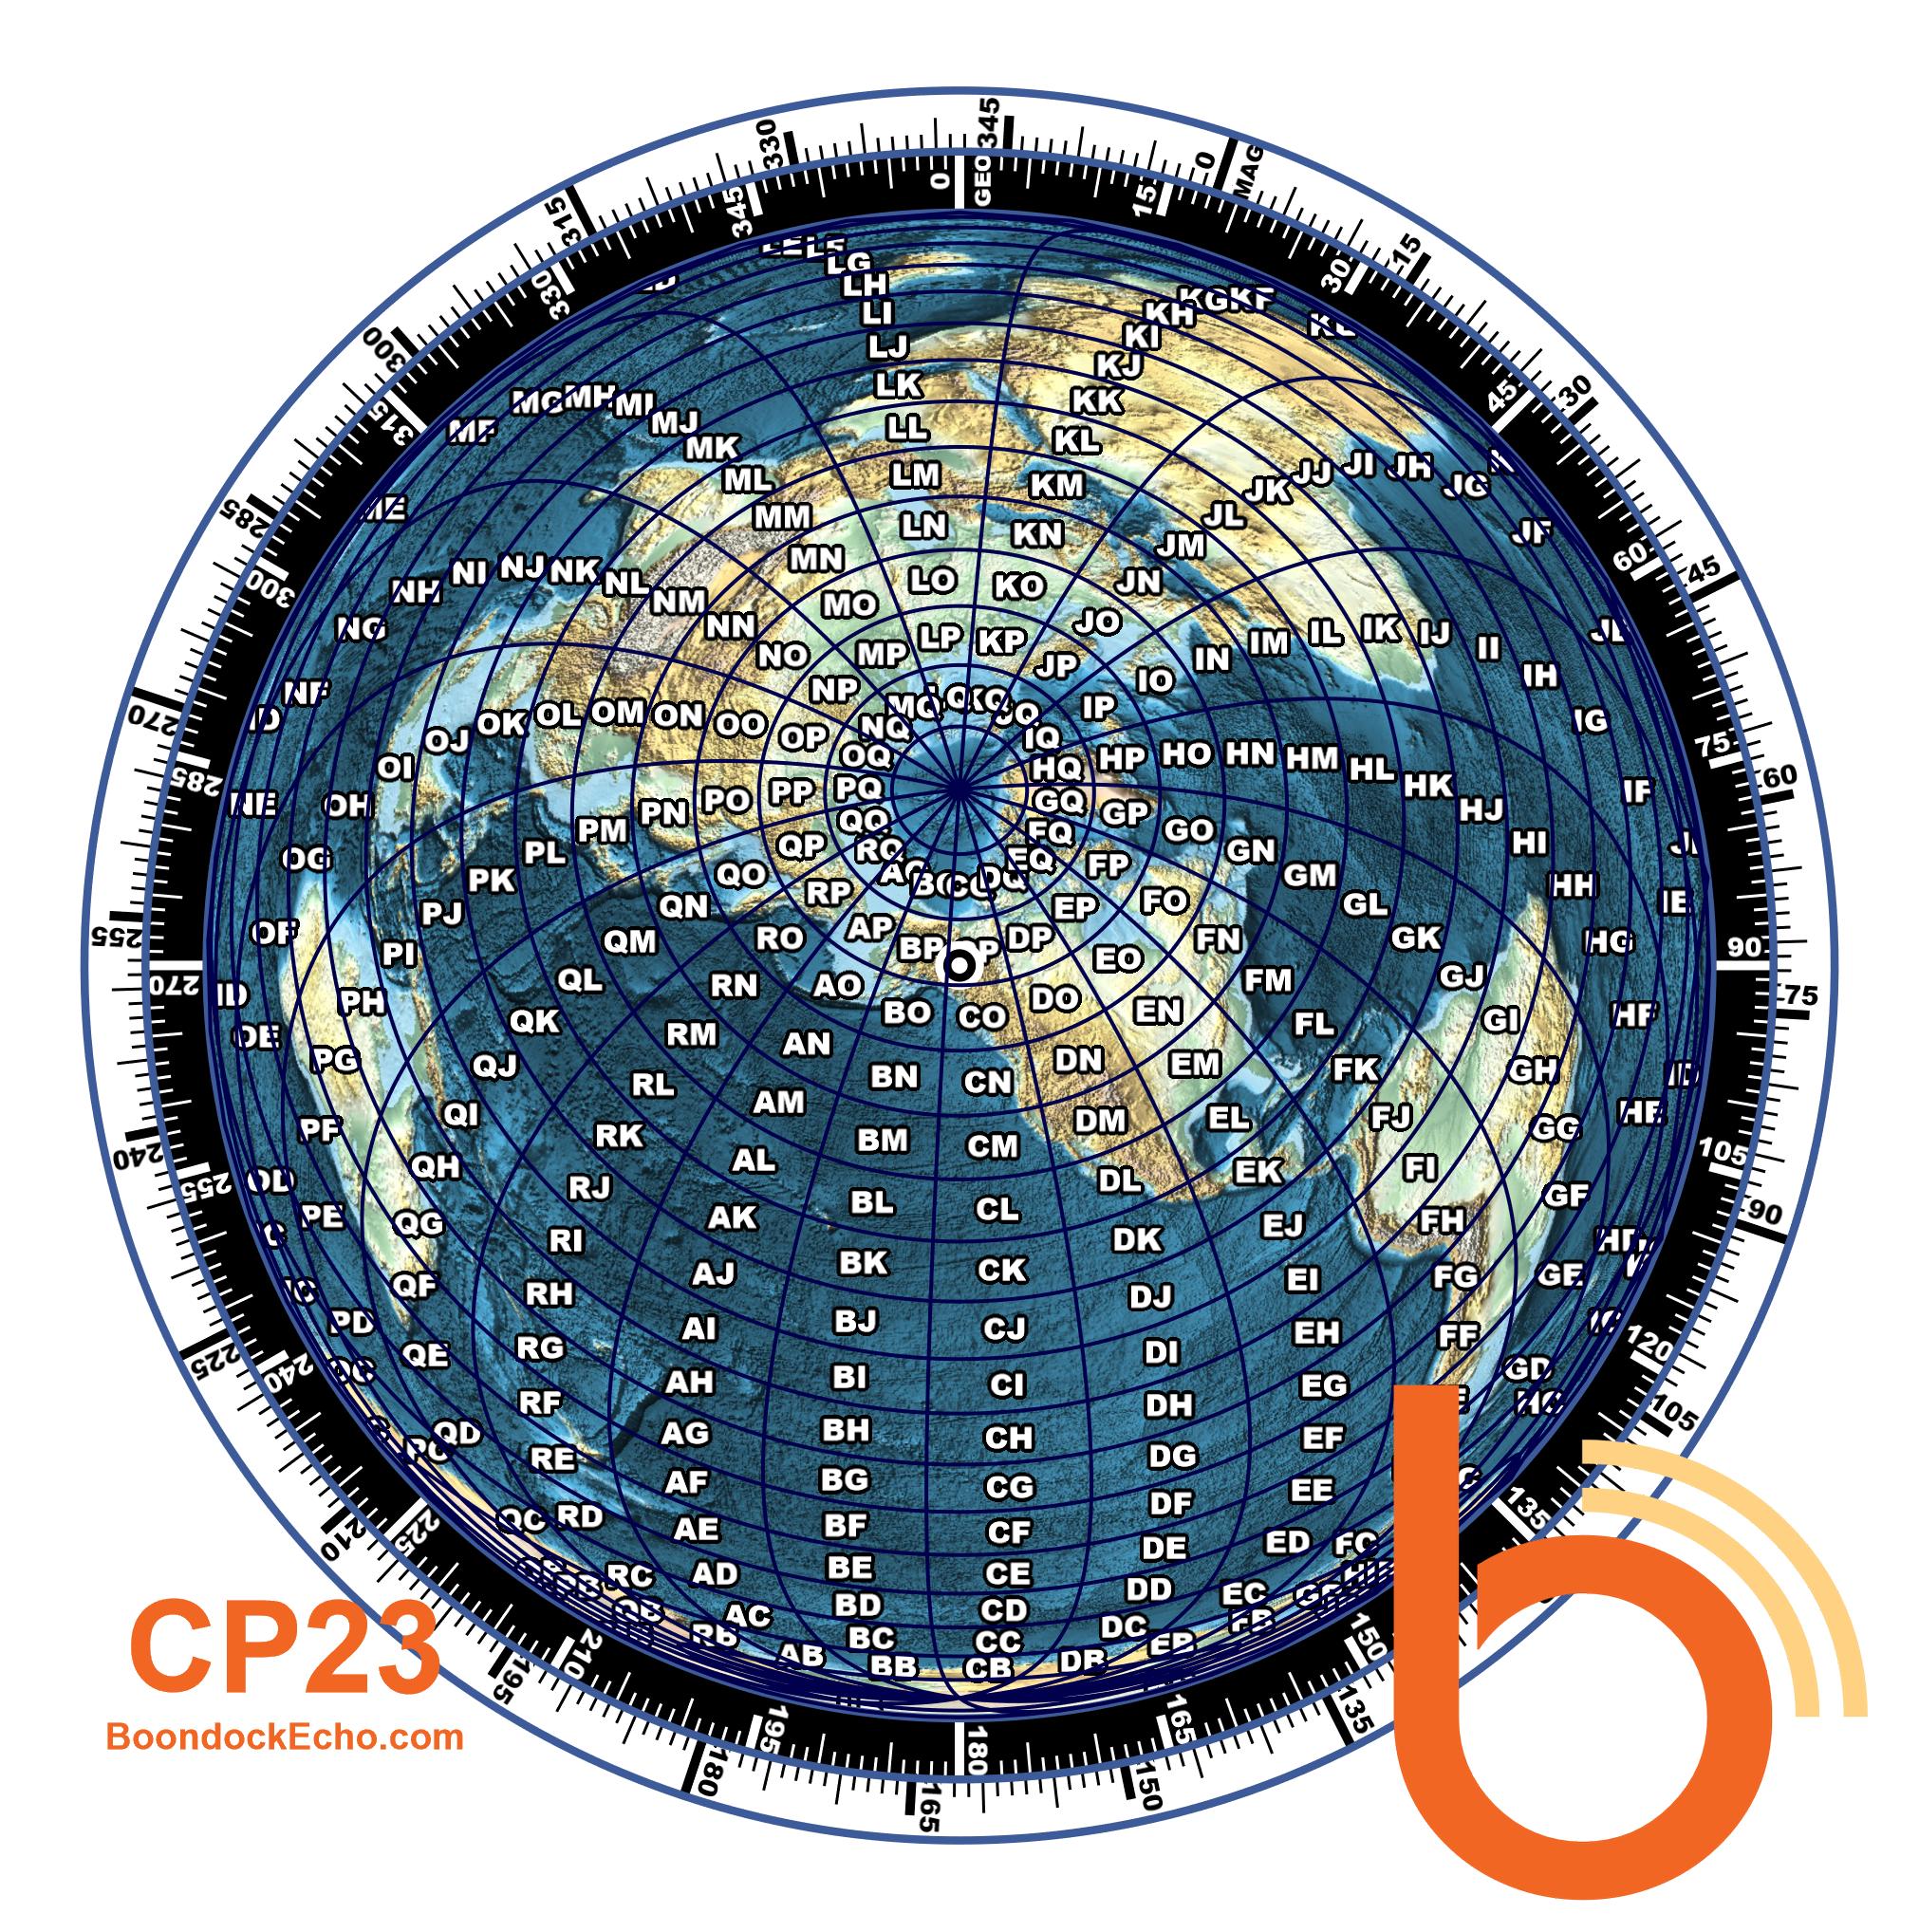 345
330
0
GEO
0
MAG
345
15
315
15
330
30
LE LF
LG
LH
KG KF
KH
LI
KI
300
LJ
KJ
LK
KK
45
30
MG MH MI
MJ
MF
LL
315
KL
MK
JI
JH
JJ
ML
LM
KM
JK
JG
285
ME
MM
LN
KN
JL
JF
JM
60
45
MN
NJ NK
NI
NL
LO
KO
JN
300
NH
NM
MO
JO
NG
NN
LP
KP
IM
IL
IK
IJ
II
NO
MP
JP
IN
IO
IH
NF
NP
270
OK
OL
OM
ON
OO
MQ
IP
IG
OP
NQ
IQ
75
60
OJ
OI
OQ
HQ
HP
HO
HN
HM
HL
285
NE
OH
PM
PN
PO
PP
PQ
GQ
GP
HK
HJ
IF
QQ
FQ
GO
HI
OG
PL
QP
RQ
EQ
FP
GN
PK
QO
RP
DQ
GM
HH
IE
255
OF
PJ
QN
RO
AP
BP
DP
EP
FO
GL
PI
QM
EO
FN
GK
HG
90
270
QL
RN
AO
BO
CO
DO
EN
FM
GJ
75
OE
PH
QK
RM
AN
FL
GI
HF
PG
QJ
RL
BN
CN
DN
EM
FK
GH
QI
AM
DM
EL
FJ
HE
240
PF
RK
BM
CM
GG
105
QH
AL
DL
EK
FI
OD
255
RJ
BL
CL
GF
90
PE
QG
RI
AK
DK
EJ
FH
QF
RH
AJ
BK
CK
DJ
EI
FG
GE
PD
RG
AI
BJ
CJ
DI
EH
FF
120
225
240
QE
AH
BI
CI
DH
EG
GD
105
RF
AG
BH
CH
DG
EF
QD
RE
AF
BG
CG
DF
EE
210
225
QC RD
AE
BF
CF
DE
ED
FC
135
RC
AD
BE
CE
DD
EC
AC
BD
CD
DC
210
RB
AB
BC
CC
EB
FB
150
195
BB
CB
DB
CP23
BoondockEcho.com
195
180
165
135
180
165
150